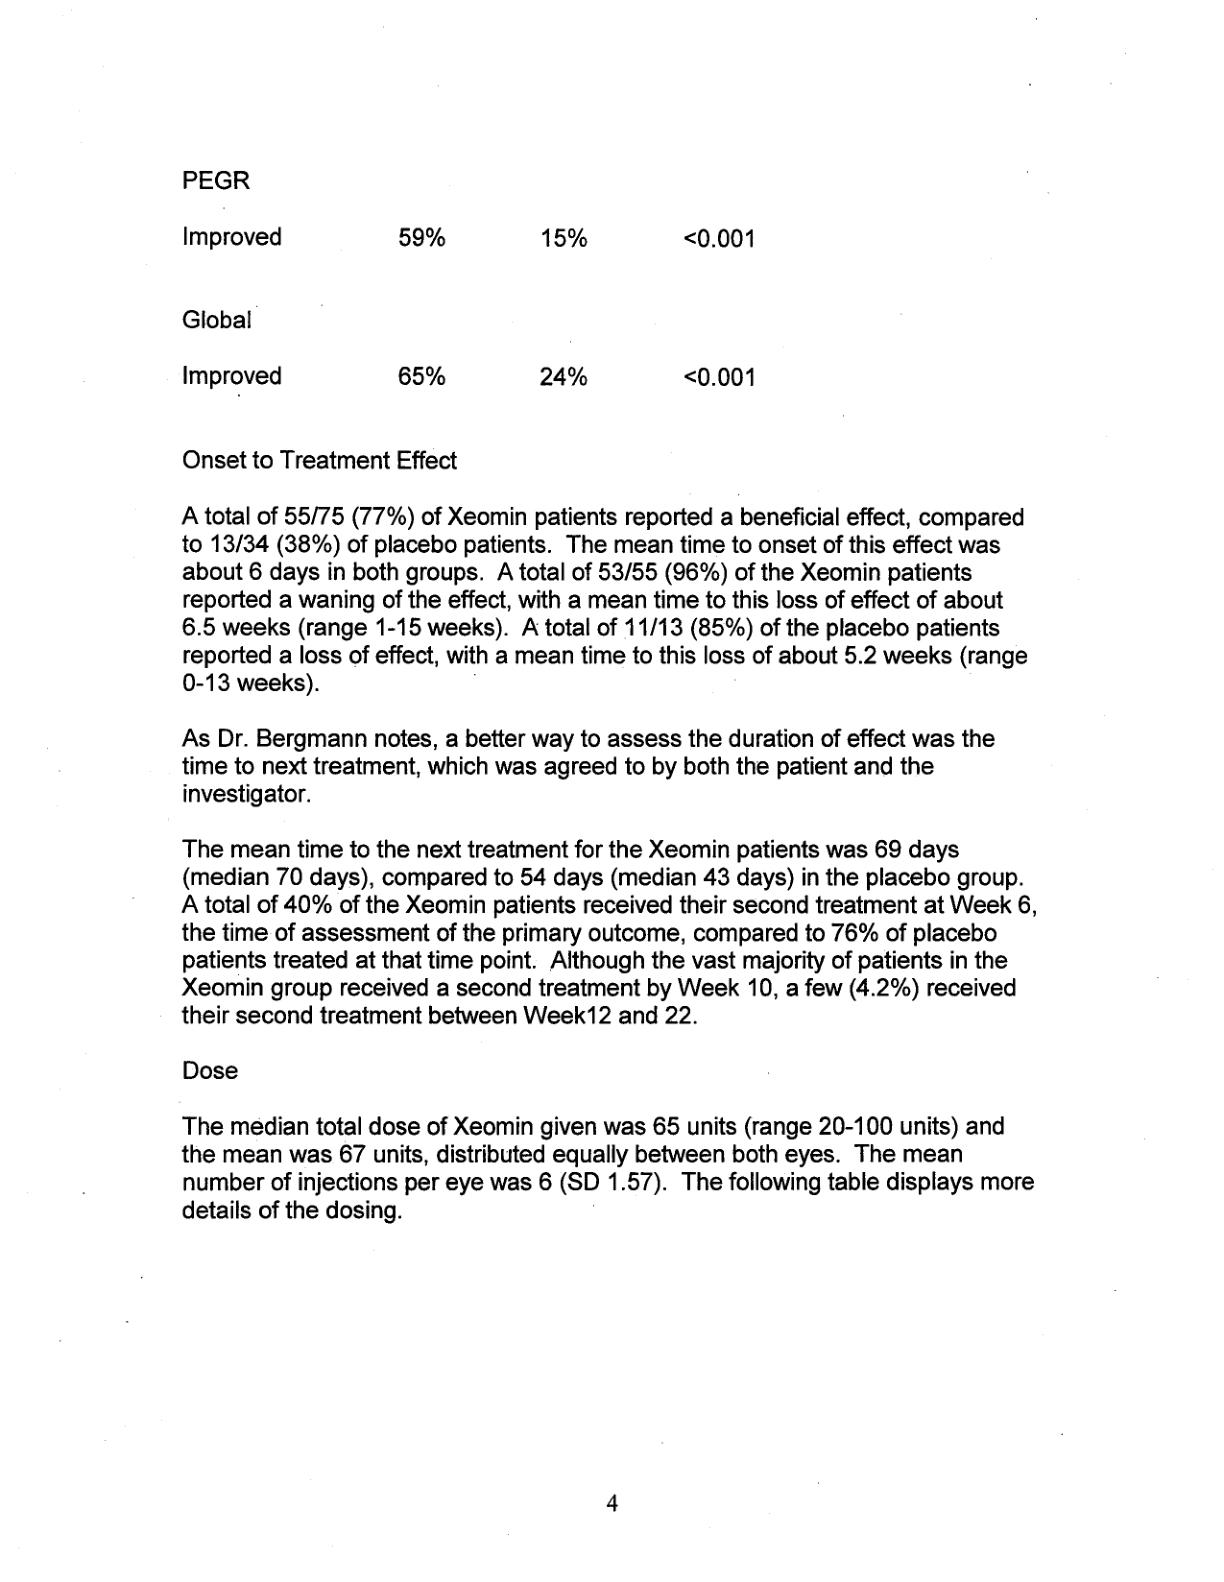 PEGR
Improved 59% 15% <0.001
Global
Improved 65% 24% <0.001
Onset to Treatment Effect
A total of 55/75 (77%) of Xeomin patients reported a beneficial effect, compared
to 13/34 (38%) of placebo patients. The mean time to onset of this effect was
about 6 days in both groups. A total of 53/55 (96%) of the Xeomin patients
reported a waning of the effect, with a mean time to this loss of effect of about
6.5 weeks (range 1-15 weeks). A total of 11/13 (85%) of the placebo patients
reported a loss of effect, with a mean time to this loss of about 5.2 weeks (range
0-13 weeks).
As Dr. Bergmann notes, a better way to assess the duration of effect was the
time to next treatment, which was agreed to by both the patient and the
investigator.
The mean time to the next treatment for the Xeomin patients was 69 days
(median 70 days), compared to 54 days (median 43 days) in the placebo group.
A total of 40% of the Xeomin patients received their second treatment at Week 6,
the time of assessment of the primary outcome, compared to 76% of placebo
patients treated at that time point. Although the vast majority of patients in the
Xeomin group received a second treatment by Week 10, a few (4.2%) received
their second treatment between Week12 and 22.
Dose
The median total dose of Xeomin given was 65 units (range 20-100 units) and
the mean was 67 units, distributed equally between both eyes. The mean
number of injections per eye was 6 (SD 1.57). The following table displays more
details of the dosing.
4